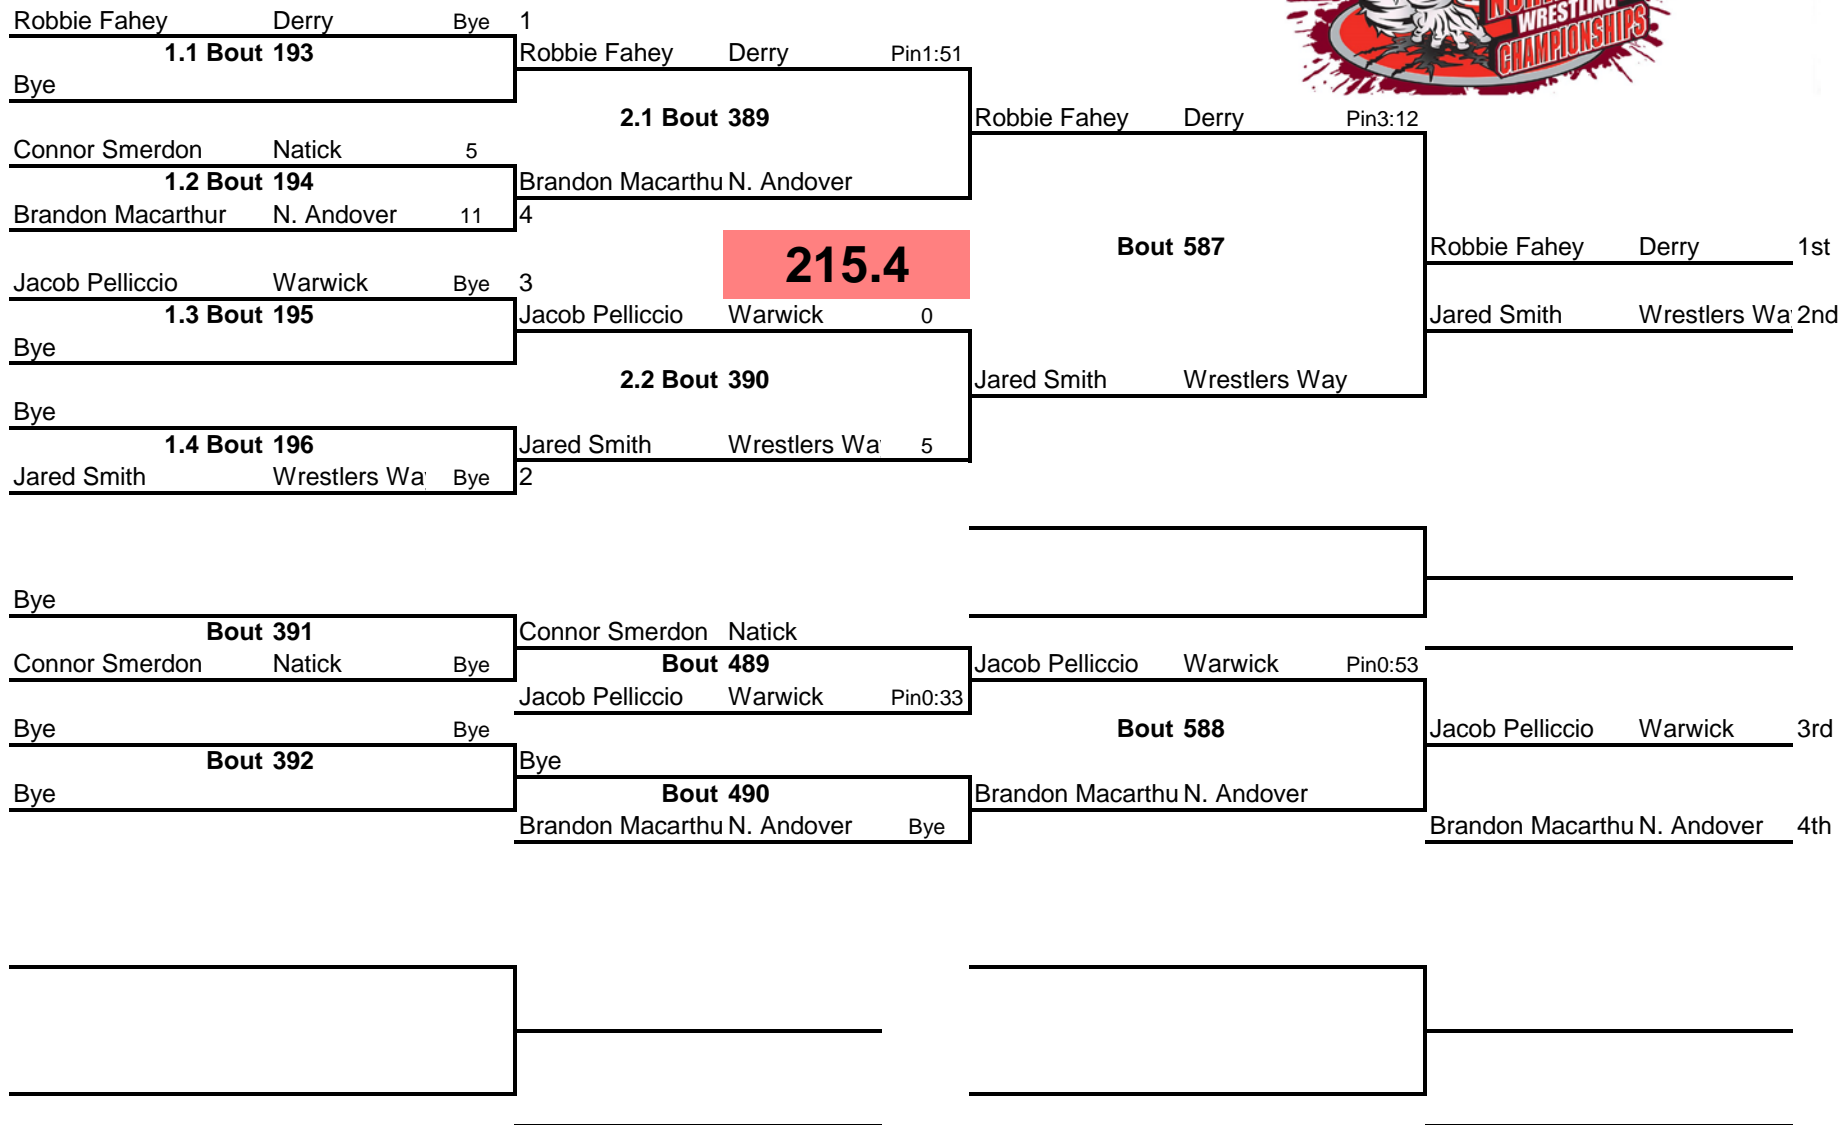 Robbie Fahey Derry Bye 1
WRESTLING
CHAMPIONSHIPS
1.1 Bout 193 Robbie Fahey Derry Pin1:51
Bye
2.1 Bout 389 Robbie Fahey Derry Pin3:12
Connor Smerdon Natick 5
1.2 Bout 194 Brandon Macarthu N. Andover
Brandon Macarthur N. Andover 11 4
215.4 Bout 587 Robbie Fahey Derry 1st
Jacob Pelliccio Warwick Bye 3
1.3 Bout 195 Jacob Pelliccio Warwick 0 Jared Smith Wrestlers Wa 2nd
Bye
2.2 Bout 390 Jared Smith Wrestlers Way
Bye
1.4 Bout 196 Jared Smith Wrestlers Wa 5
Jared Smith Wrestlers Wa Bye 2
Bye
Bout 391 Connor Smerdon Natick
Connor Smerdon Natick Bye Bout 489 Jacob Pelliccio Warwick Pin0:53
Jacob Pelliccio Warwick Pin0:33
Bye Bye Bout 588 Jacob Pelliccio Warwick 3rd
Bout 392 Bye
Bye Bout 490 Brandon Macarthu N. Andover
Brandon Macarthu N. Andover Bye Brandon Macarthu N. Andover 4th